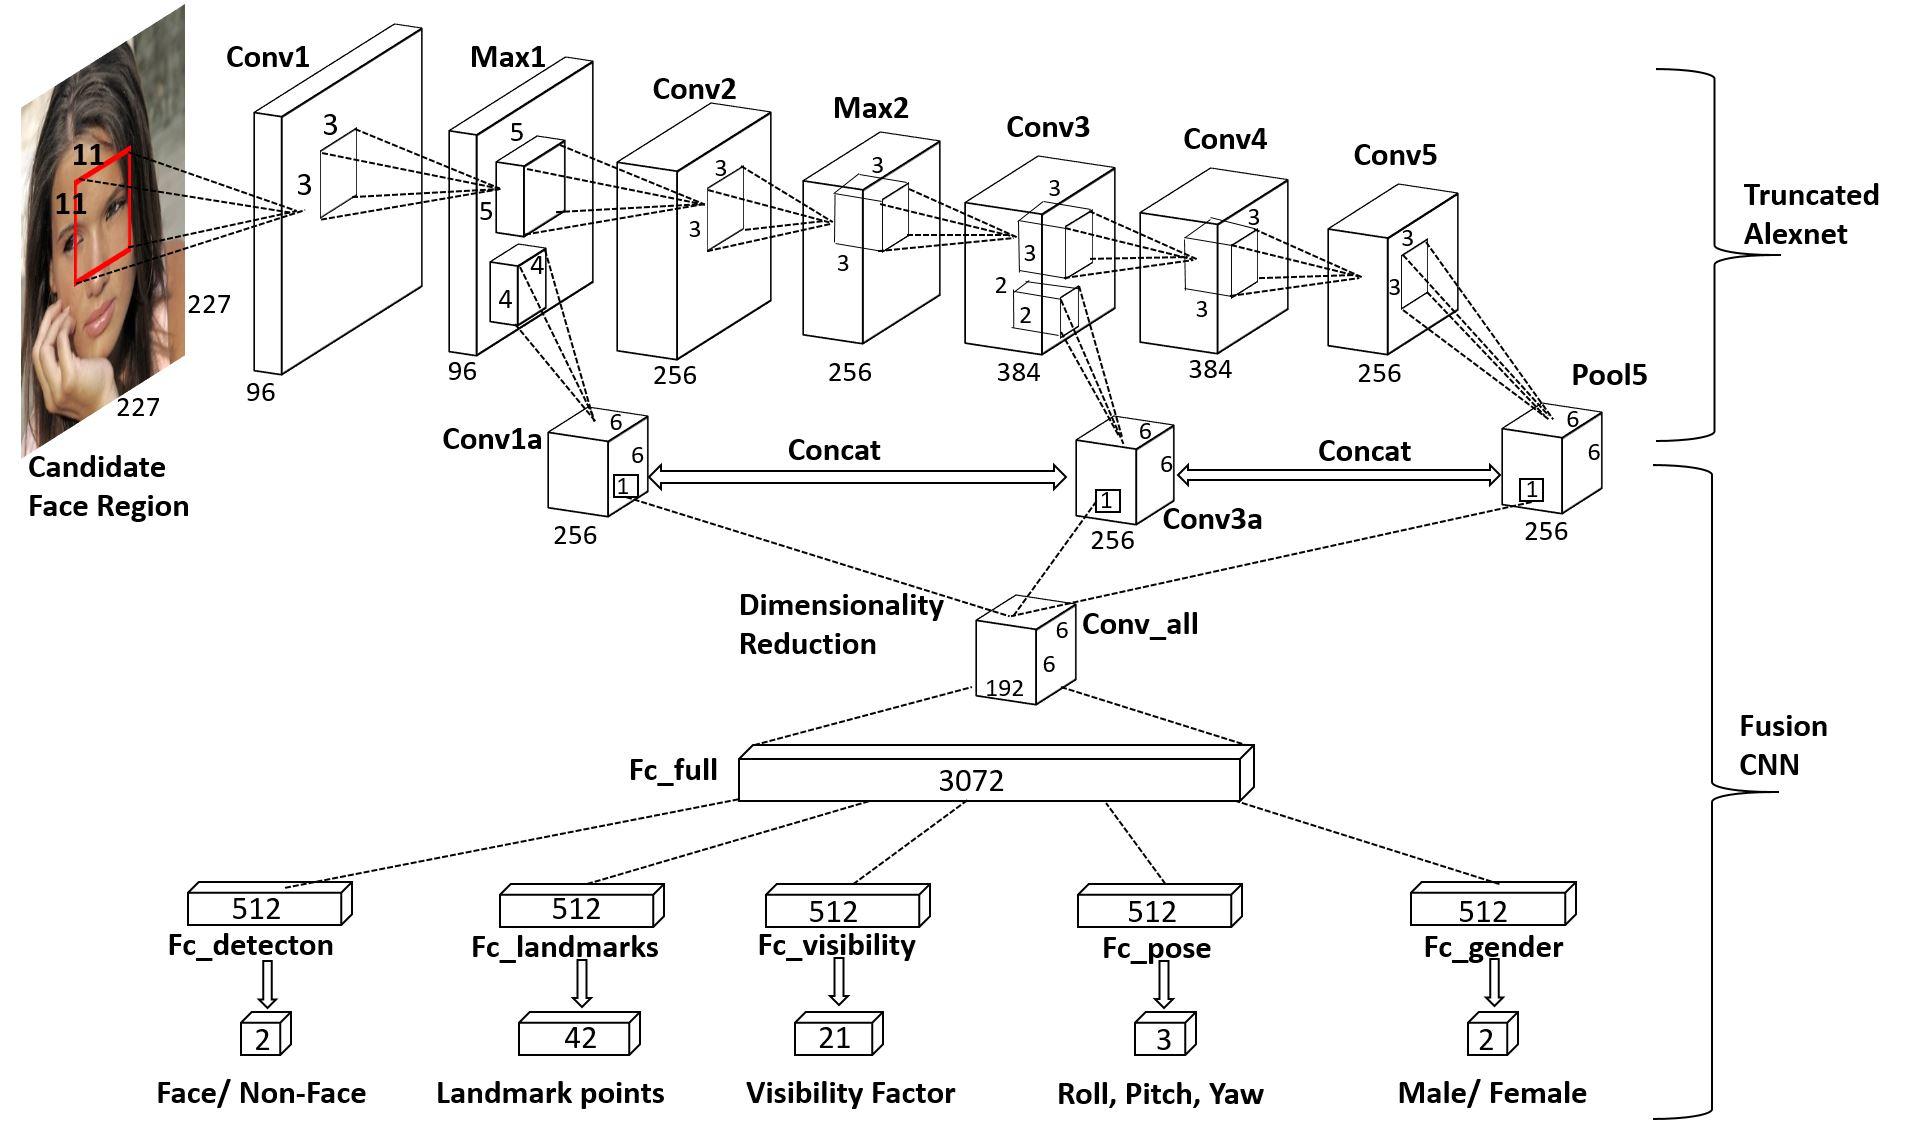 Conv1
Max1
Conv2
Max2
Conv3
Conv4
Conv5
11
11
3
3
5
5
4
4
3
3
3
3
3
3
2
2
3
3
3
3
227
227
96
96
256
256
384
384
256
Truncated
Alexnet
Candidate
Face Region
Conv1a
6
6
1
256
Concat
6
6
1
256
Conv3a
Concat
Pool5
6
6
1
256
Dimensionality
Reduction
6
6
192
Conv_all
Fc_full
3072
Fusion
CNN
512
512
512
512
512
Fc_detecton
Fc_landmarks
Fc_visibility
Fc_pose
Fc_gender
2
42
21
3
2
Face/ Non-Face
Landmark points
Visibility Factor
Roll, Pitch, Yaw
Male/ Female